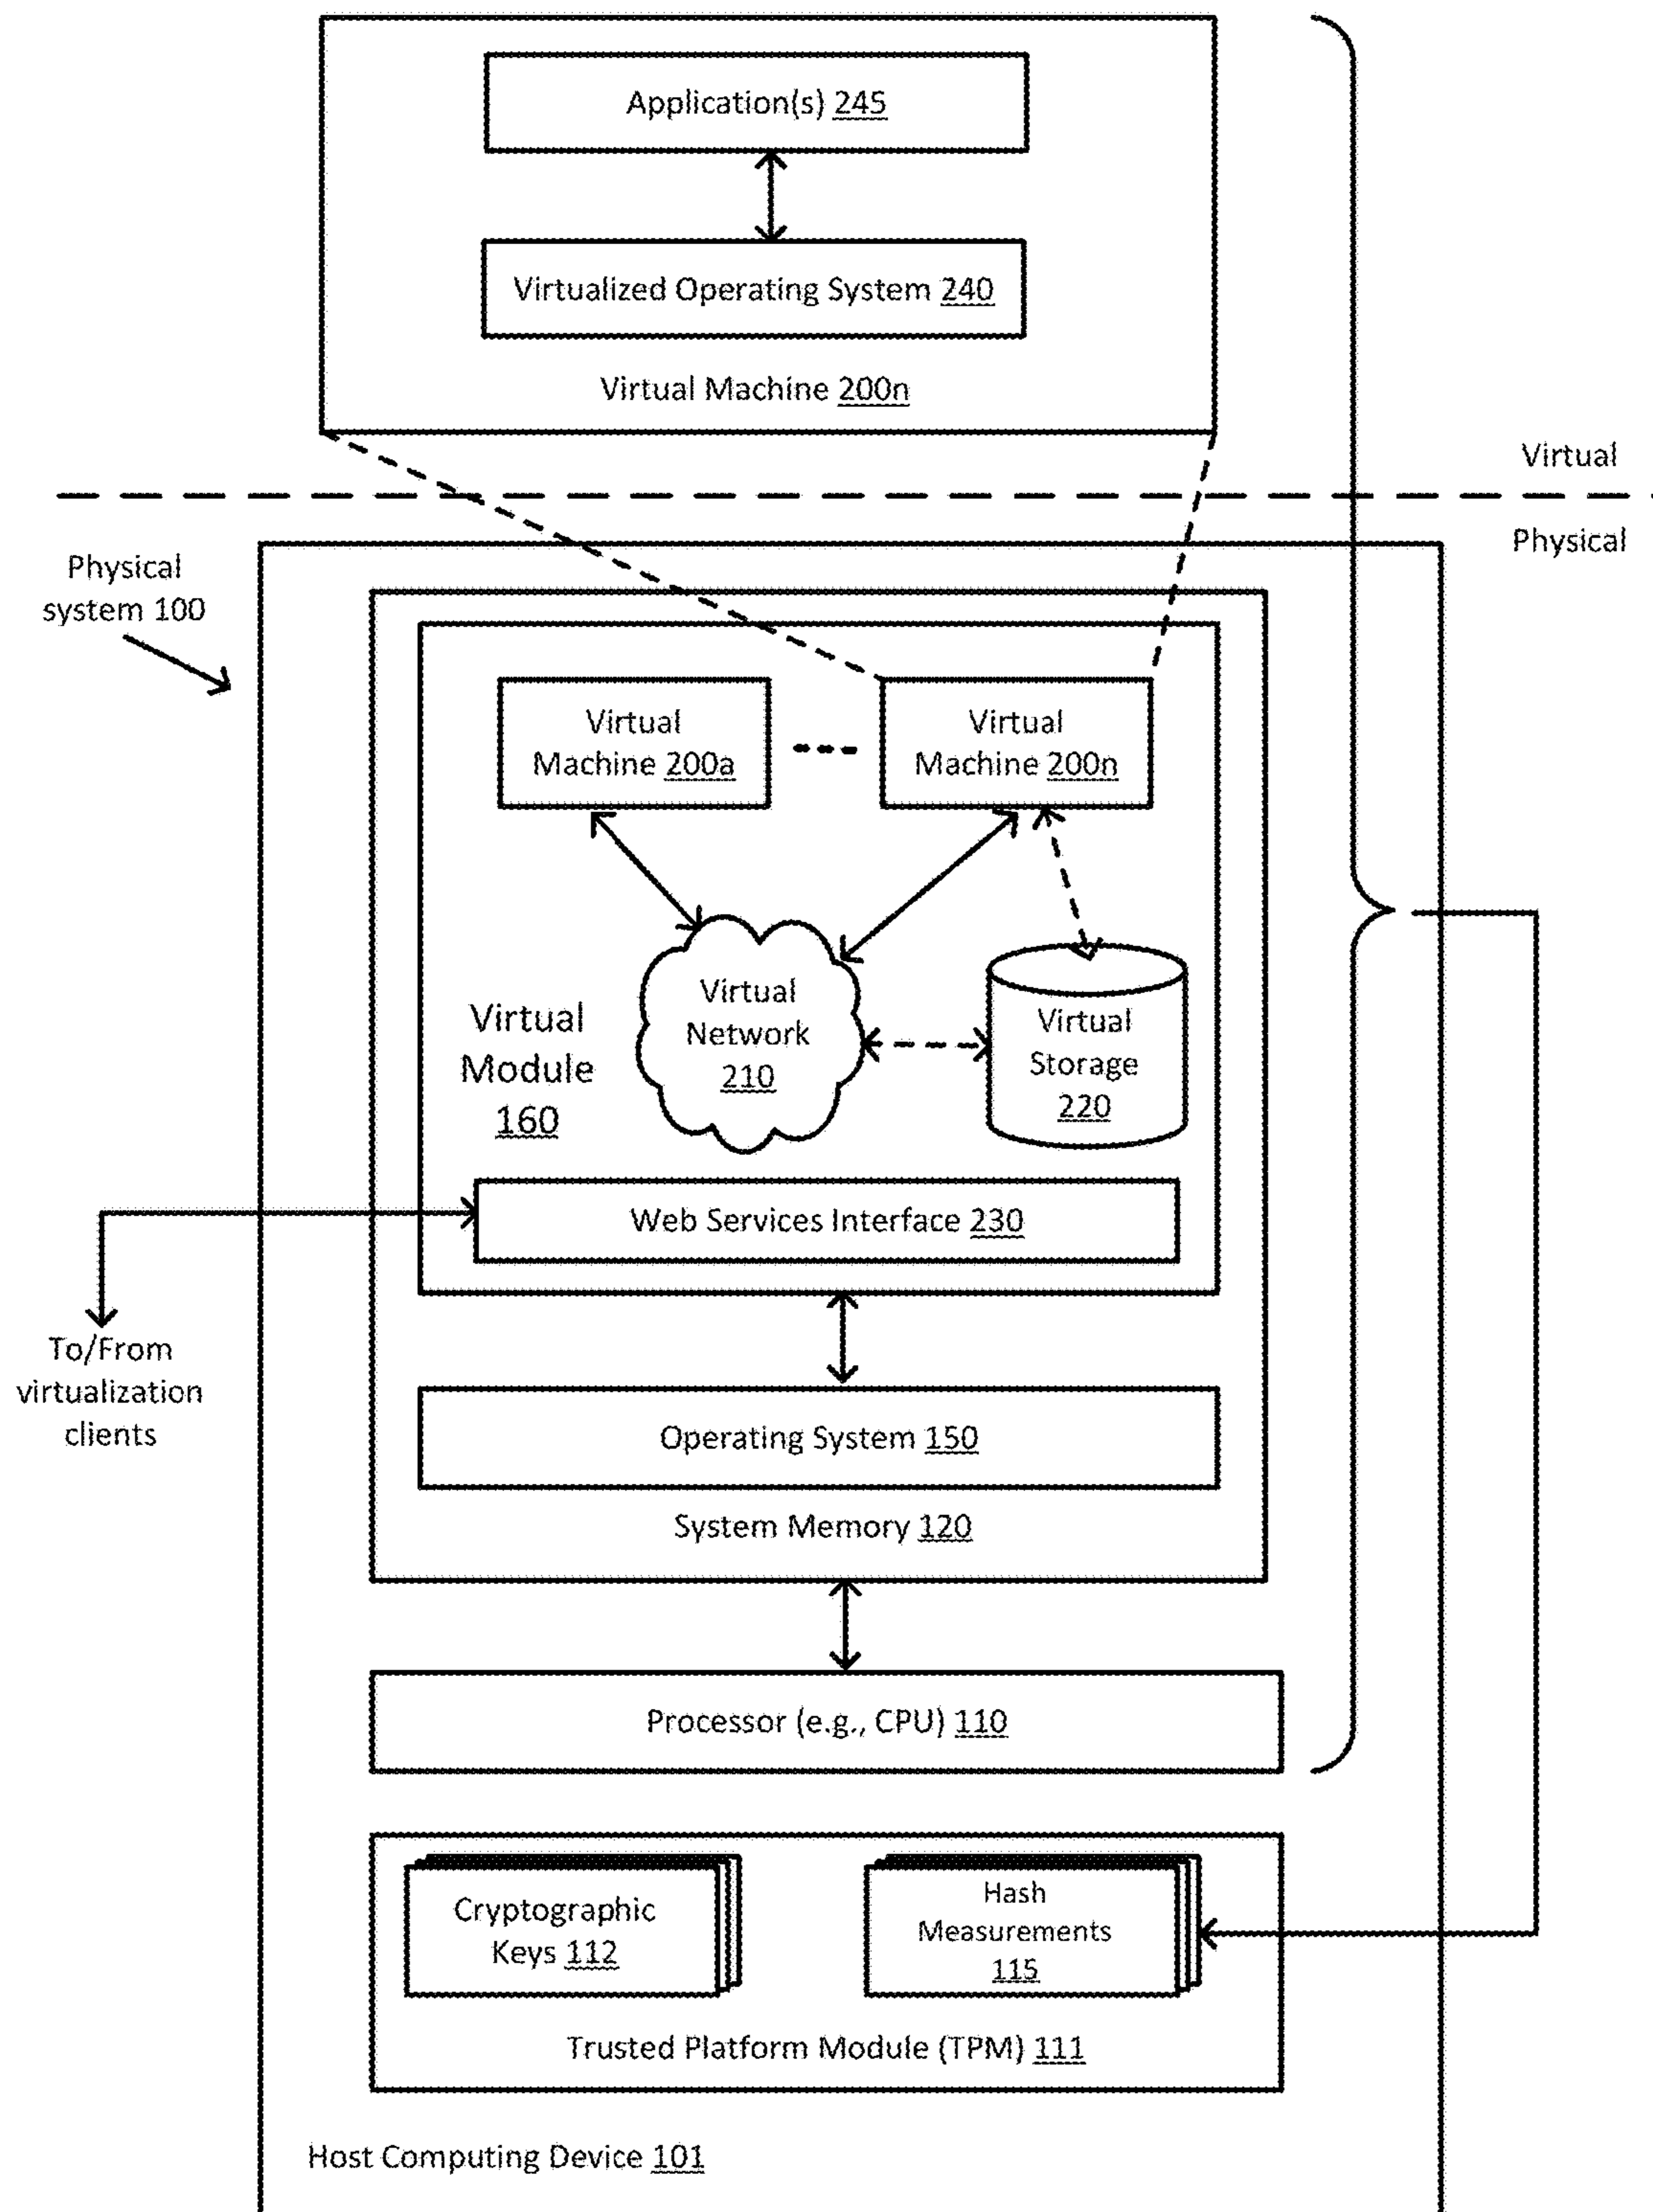 Application(s) 245
Virtualized Operating System 240
Virtual Machine 200n
Virtual
Physical
Physical
system 100
Virtual
Machine 200a
Virtual
Machine 200n
Virtual
Network
210
Virtual
Storage
220
Virtual
Module
160
Web Services Interface 230
To/From
virtualization
clients
Operating System 150
System Memory 120
Processor (e.g., CPU) 110
Cryptographic
Keys 112
Hash
Measurements
115
Trusted Platform Module (TPM) 111
Host Computing Device 101